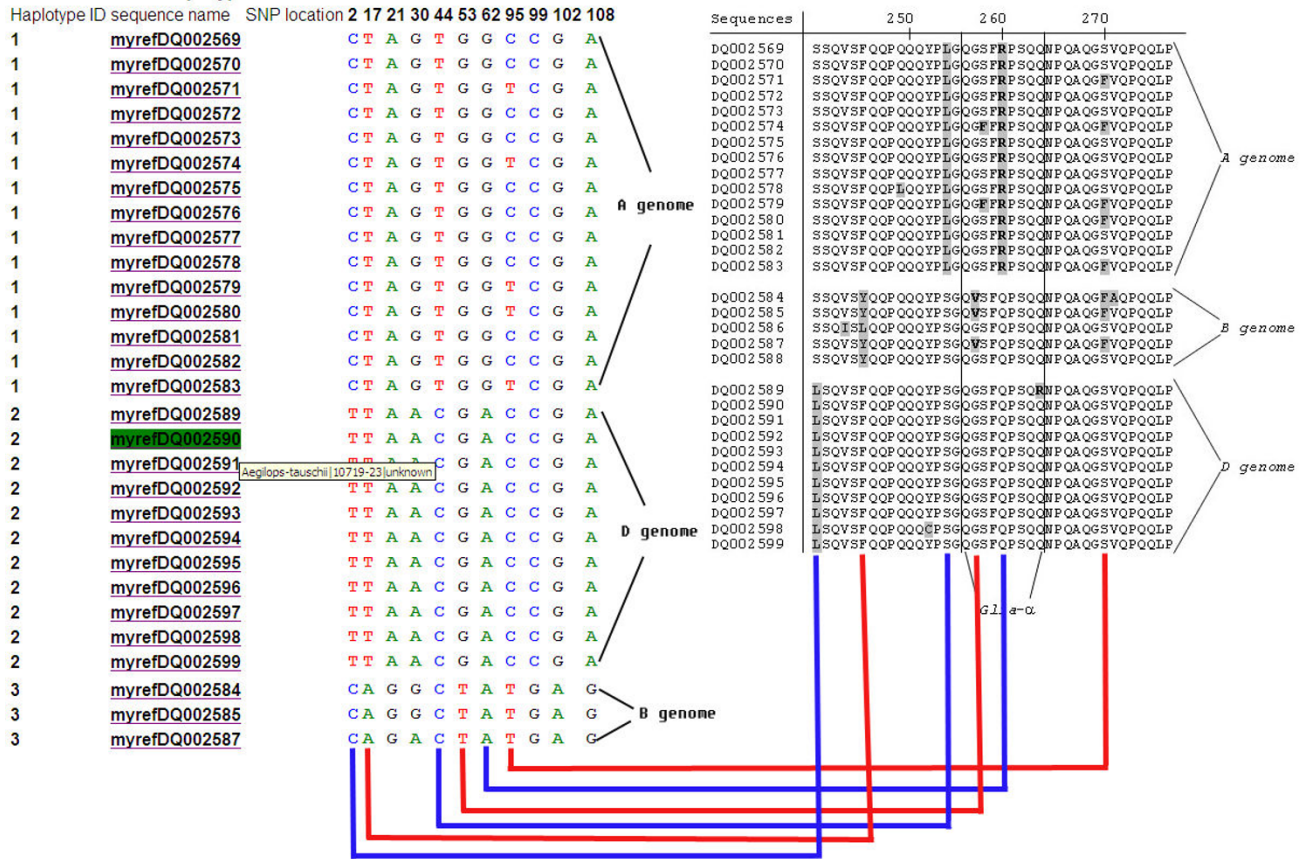 Haplotype ID sequence name SNP location 2 17 21 30 44 53 62 95 99 102 108
1 myrefDQ002569 C T A G T G G C C G A
1 myrefDQ002570 C T A G T G G C C G A
1 myrefDQ002571 C T A G T G G T C G A
1 myrefDQ002572 C T A G T G G C C G A
1 myrefDQ002573 C T A G T G G C C G A
1 myrefDQ002574 C T A G T G G T C G A
1 myrefDQ002575 C T A G T G G C C G A
1 myrefDQ002576 C T A G T G G C C G A
1 myrefDQ002577 C T A G T G G C C G A
1 myrefDQ002578 C T A G T G G C C G A
1 myrefDQ002579 C T A G T G G T C G A
1 myrefDQ002580 C T A G T G G T C G A
1 myrefDQ002581 C T A G T G G C C G A
1 myrefDQ002582 C T A G T G G C C G A
1 myrefDQ002583 C T A G T G G T C G A
A genome
2 myrefDQ002589 T T A A C G A C C G A
2 myrefDQ002590 T T A A C G A C C G A
2 myrefDQ002591 T T A A C G A C C G A
Aegilops-tauschii|10719-23|unknown
2 myrefDQ002592 T T A A C G A C C G A
2 myrefDQ002593 T T A A C G A C C G A
2 myrefDQ002594 T T A A C G A C C G A
2 myrefDQ002595 T T A A C G A C C G A
2 myrefDQ002596 T T A A C G A C C G A
2 myrefDQ002597 T T A A C G A C C G A
2 myrefDQ002598 T T A A C G A C C G A
2 myrefDQ002599 T T A A C G A C C G A
D genome
3 myrefDQ002584 C A G G C T A T G A G
3 myrefDQ002585 C A G G C T A T G A G
3 myrefDQ002587 C A G A C T A T G A G
B genome
Sequences 250 260 270
DQ002569 SSQVSFQQPQQQYPLGQGSFRPSQQNPQAQGSVQPQQLP
DQ002570 SSQVSFQQPQQQYPLGQGSFRPSQQNPQAQGSVQPQQLP
DQ002571 SSQVSFQQPQQQYPLGQGSFRPSQQNPQAQGFVQPQQLP
DQ002572 SSQVSFQQPQQQYPLGQGSFRPSQQNPQAQGSVQPQQLP
DQ002573 SSQVSFQQPQQQYPLGQGSFRPSQQNPQAQGSVQPQQLP
DQ002574 SSQVSFQQPQQQYPLGQGFFRPSQQNPQAQGFVQPQQLP
DQ002575 SSQVSFQQPQQQYPLGQGSFRPSQQNPQAQGSVQPQQLP
DQ002576 SSQVSFQQPQQQYPLGQGSFRPSQQNPQAQGSVQPQQLP
DQ002577 SSQVSFQQPQQQYPLGQGSFRPSQQNPQAQGSVQPQQLP
DQ002578 SSQVSFQQPLQQYPLGQGSFRPSQQNPQAQGSVQPQQLP
DQ002579 SSQVSFQQPQQQYPLGQGFFRPSQQNPQAQGFVQPQQLP
DQ002580 SSQVSFQQPQQQYPLGQGSFRPSQQNPQAQGFVQPQQLP
DQ002581 SSQVSFQQPQQQYPLGQGSFRPSQQNPQAQGSVQPQQLP
DQ002582 SSQVSFQQPQQQYPLGQGSFRPSQQNPQAQGSVQPQQLP
DQ002583 SSQVSFQQPQQQYPLGQGSFRPSQQNPQAQGFVQPQQLP
A genome
DQ002584 SSQVSYQQPQQQYPSGQVSFQPSQQNPQAQGFAQPQQLP
DQ002585 SSQVSYQQPQQQYPSGQVSFQPSQQNPQAQGFVQPQQLP
DQ002586 SSQISLQQPQQQYPSGQGSFQPSQQNPQAQGSVQPQQLP
DQ002587 SSQVSYQQPQQQYPSGQVSFQPSQQNPQAQGFVQPQQLP
DQ002588 SSQVSYQQPQQQYPSGQGSFQPSQQNPQAQGSVQPQQLP
B genome
DQ002589 LSQVSFQQPQQQYPSGQGSFQPSQRNPQAQGSVQPQQLP
DQ002590 LSQVSFQQPQQQYPSGQGSFQPSQQNPQAQGSVQPQQLP
DQ002591 LSQVSFQQPQQQYPSGQGSFQPSQQNPQAQGSVQPQQLP
DQ002592 LSQVSFQQPQQQYPSGQGSFQPSQQNPQAQGSVQPQQLP
DQ002593 LSQVSFQQPQQQYPSGQGSFQPSQQNPQAQGSVQPQQLP
DQ002594 LSQVSFQQPQQQYPSGQGSFQPSQQNPQAQGSVQPQQLP
DQ002595 LSQVSFQQPQQQYPSGQGSFQPSQQNPQAQGSVQPQQLP
DQ002596 LSQVSFQQPQQQYPSGQGSFQPSQQNPQAQGSVQPQQLP
DQ002597 LSQVSFQQPQQQYPSGQGSFQPSQQNPQAQGSVQPQQLP
DQ002598 LSQVSFQQPQQQCPSGQGSFQPSQQNPQAQGSVQPQQLP
DQ002599 LSQVSFQQPQQQYPSGQGSFQPSQQNPQAQGSVQPQQLP
D genome
Glia-α